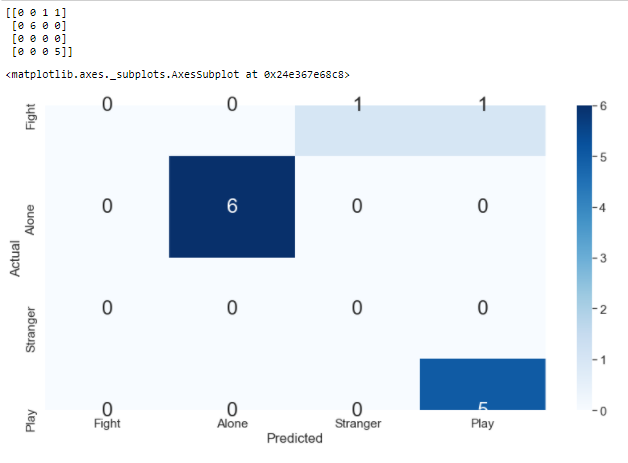 [[0 0 1 1]
[0 6 0 0]
[0 0 0 0]
[0 0 0 5]]
<matplotlib.axes._subplots.AxesSubplot at 0x24e367e68c8>
Fight 0 0 1 1
Alone 0 6 0 0
Stranger 0 0 0 0
Play 0 0 0 5
Actual
Fight Alone Stranger Play
Predicted
6
5
4
3
2
1
0